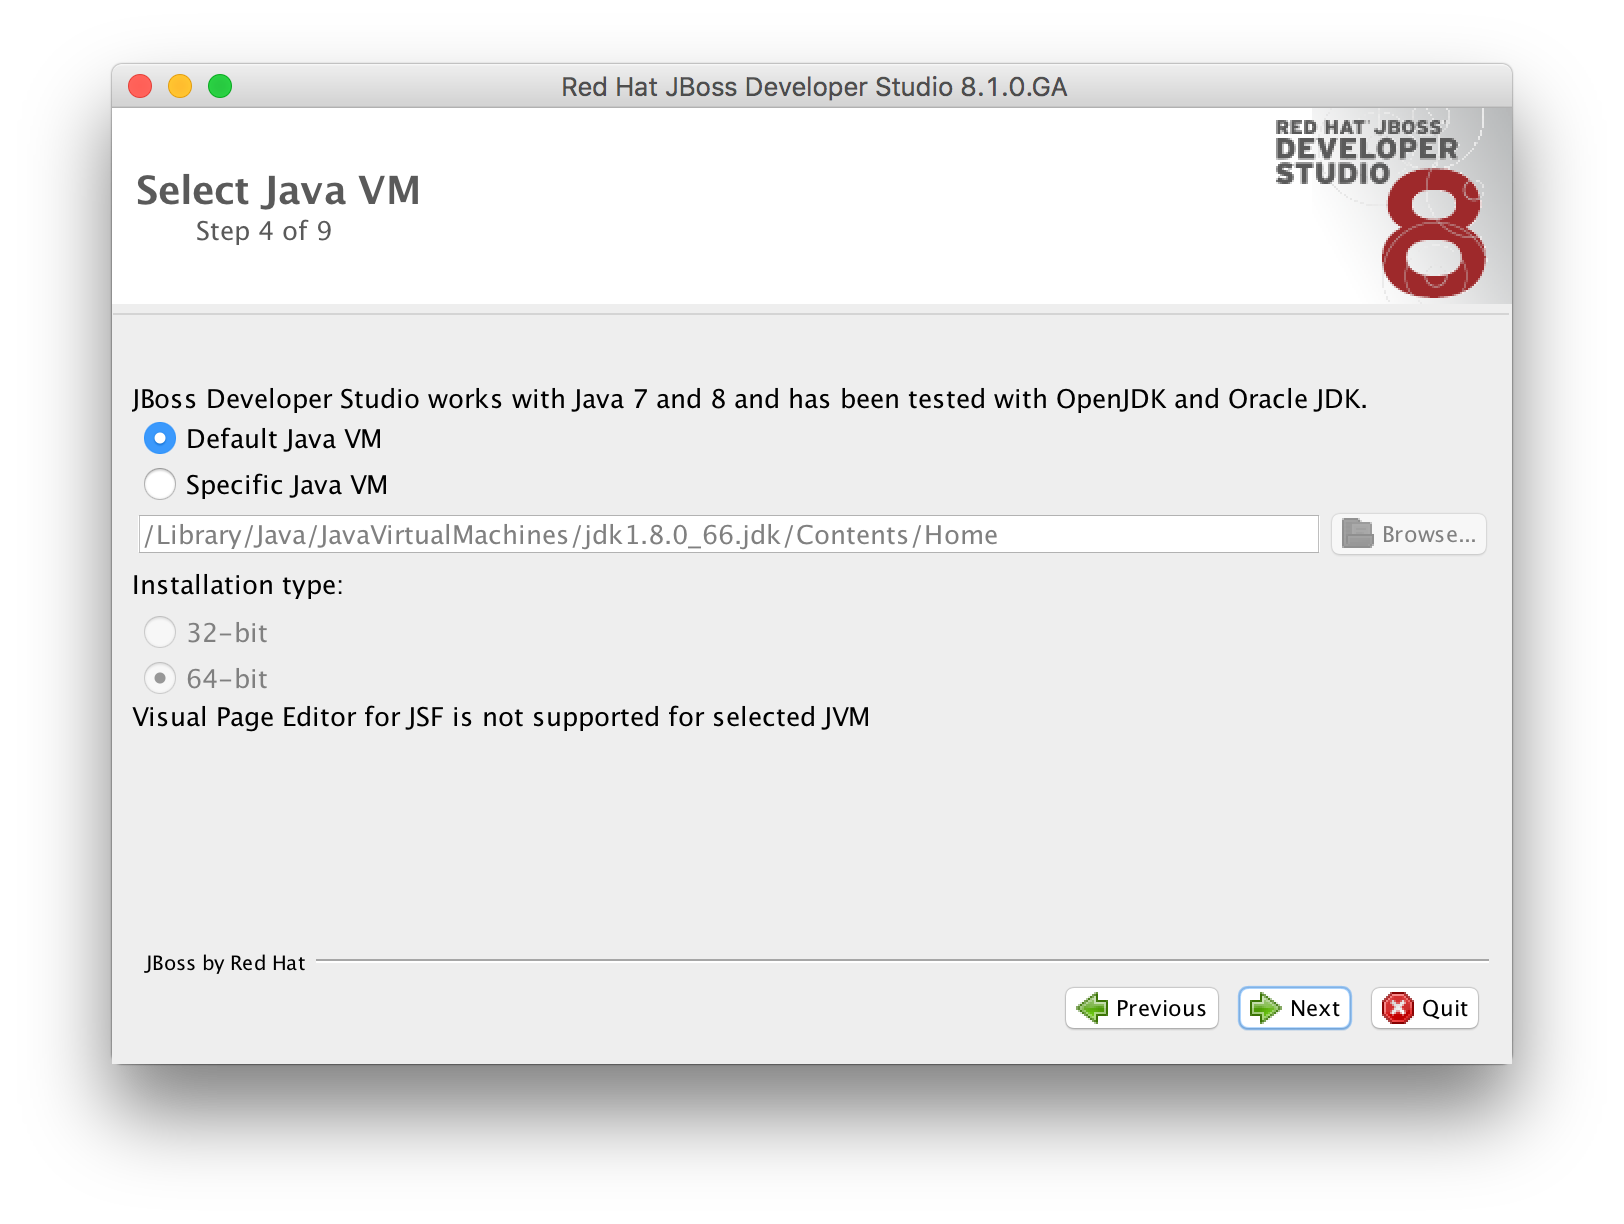 Red Hat JBoss Developer Studio 8.1.0.GA
RED HAT JBOSS
DEVELOPER
STUDIO
8
Select Java VM
Step 4 of 9
JBoss Developer Studio works with Java 7 and 8 and has been tested with OpenJDK and Oracle JDK.
Default Java VM
Specific Java VM
/Library/Java/JavaVirtualMachines/jdk1.8.0_66.jdk/Contents/Home
Browse...
Installation type:
32-bit
64-bit
Visual Page Editor for JSF is not supported for selected JVM
JBoss by Red Hat
Previous
Next
Quit